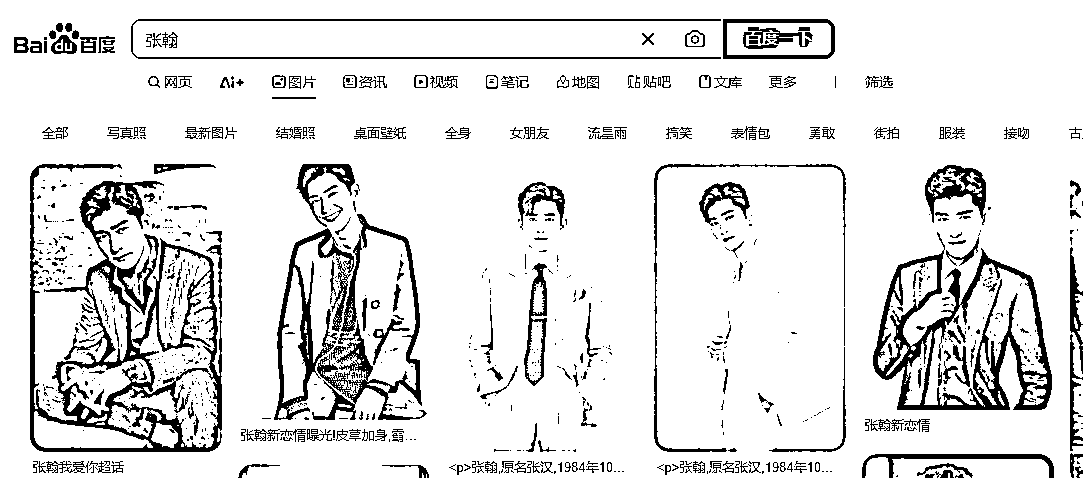 Bai 百度
张翰
百度一下
网页 Ai+ 图片 资讯 视频 笔记 地图 贴吧 文库 更多 筛选
全部 写真照 最新图片 结婚照 桌面壁纸 全身 女朋友 流星雨 搞笑 表情包 勇敢 街拍 服装 接吻 古
张翰新恋情
张翰新恋情曝光!皮草加身,露...
张翰我爱你超话
<p>张翰,原名张汉,1984年10...
<p>张翰,原名张汉,1984年10...